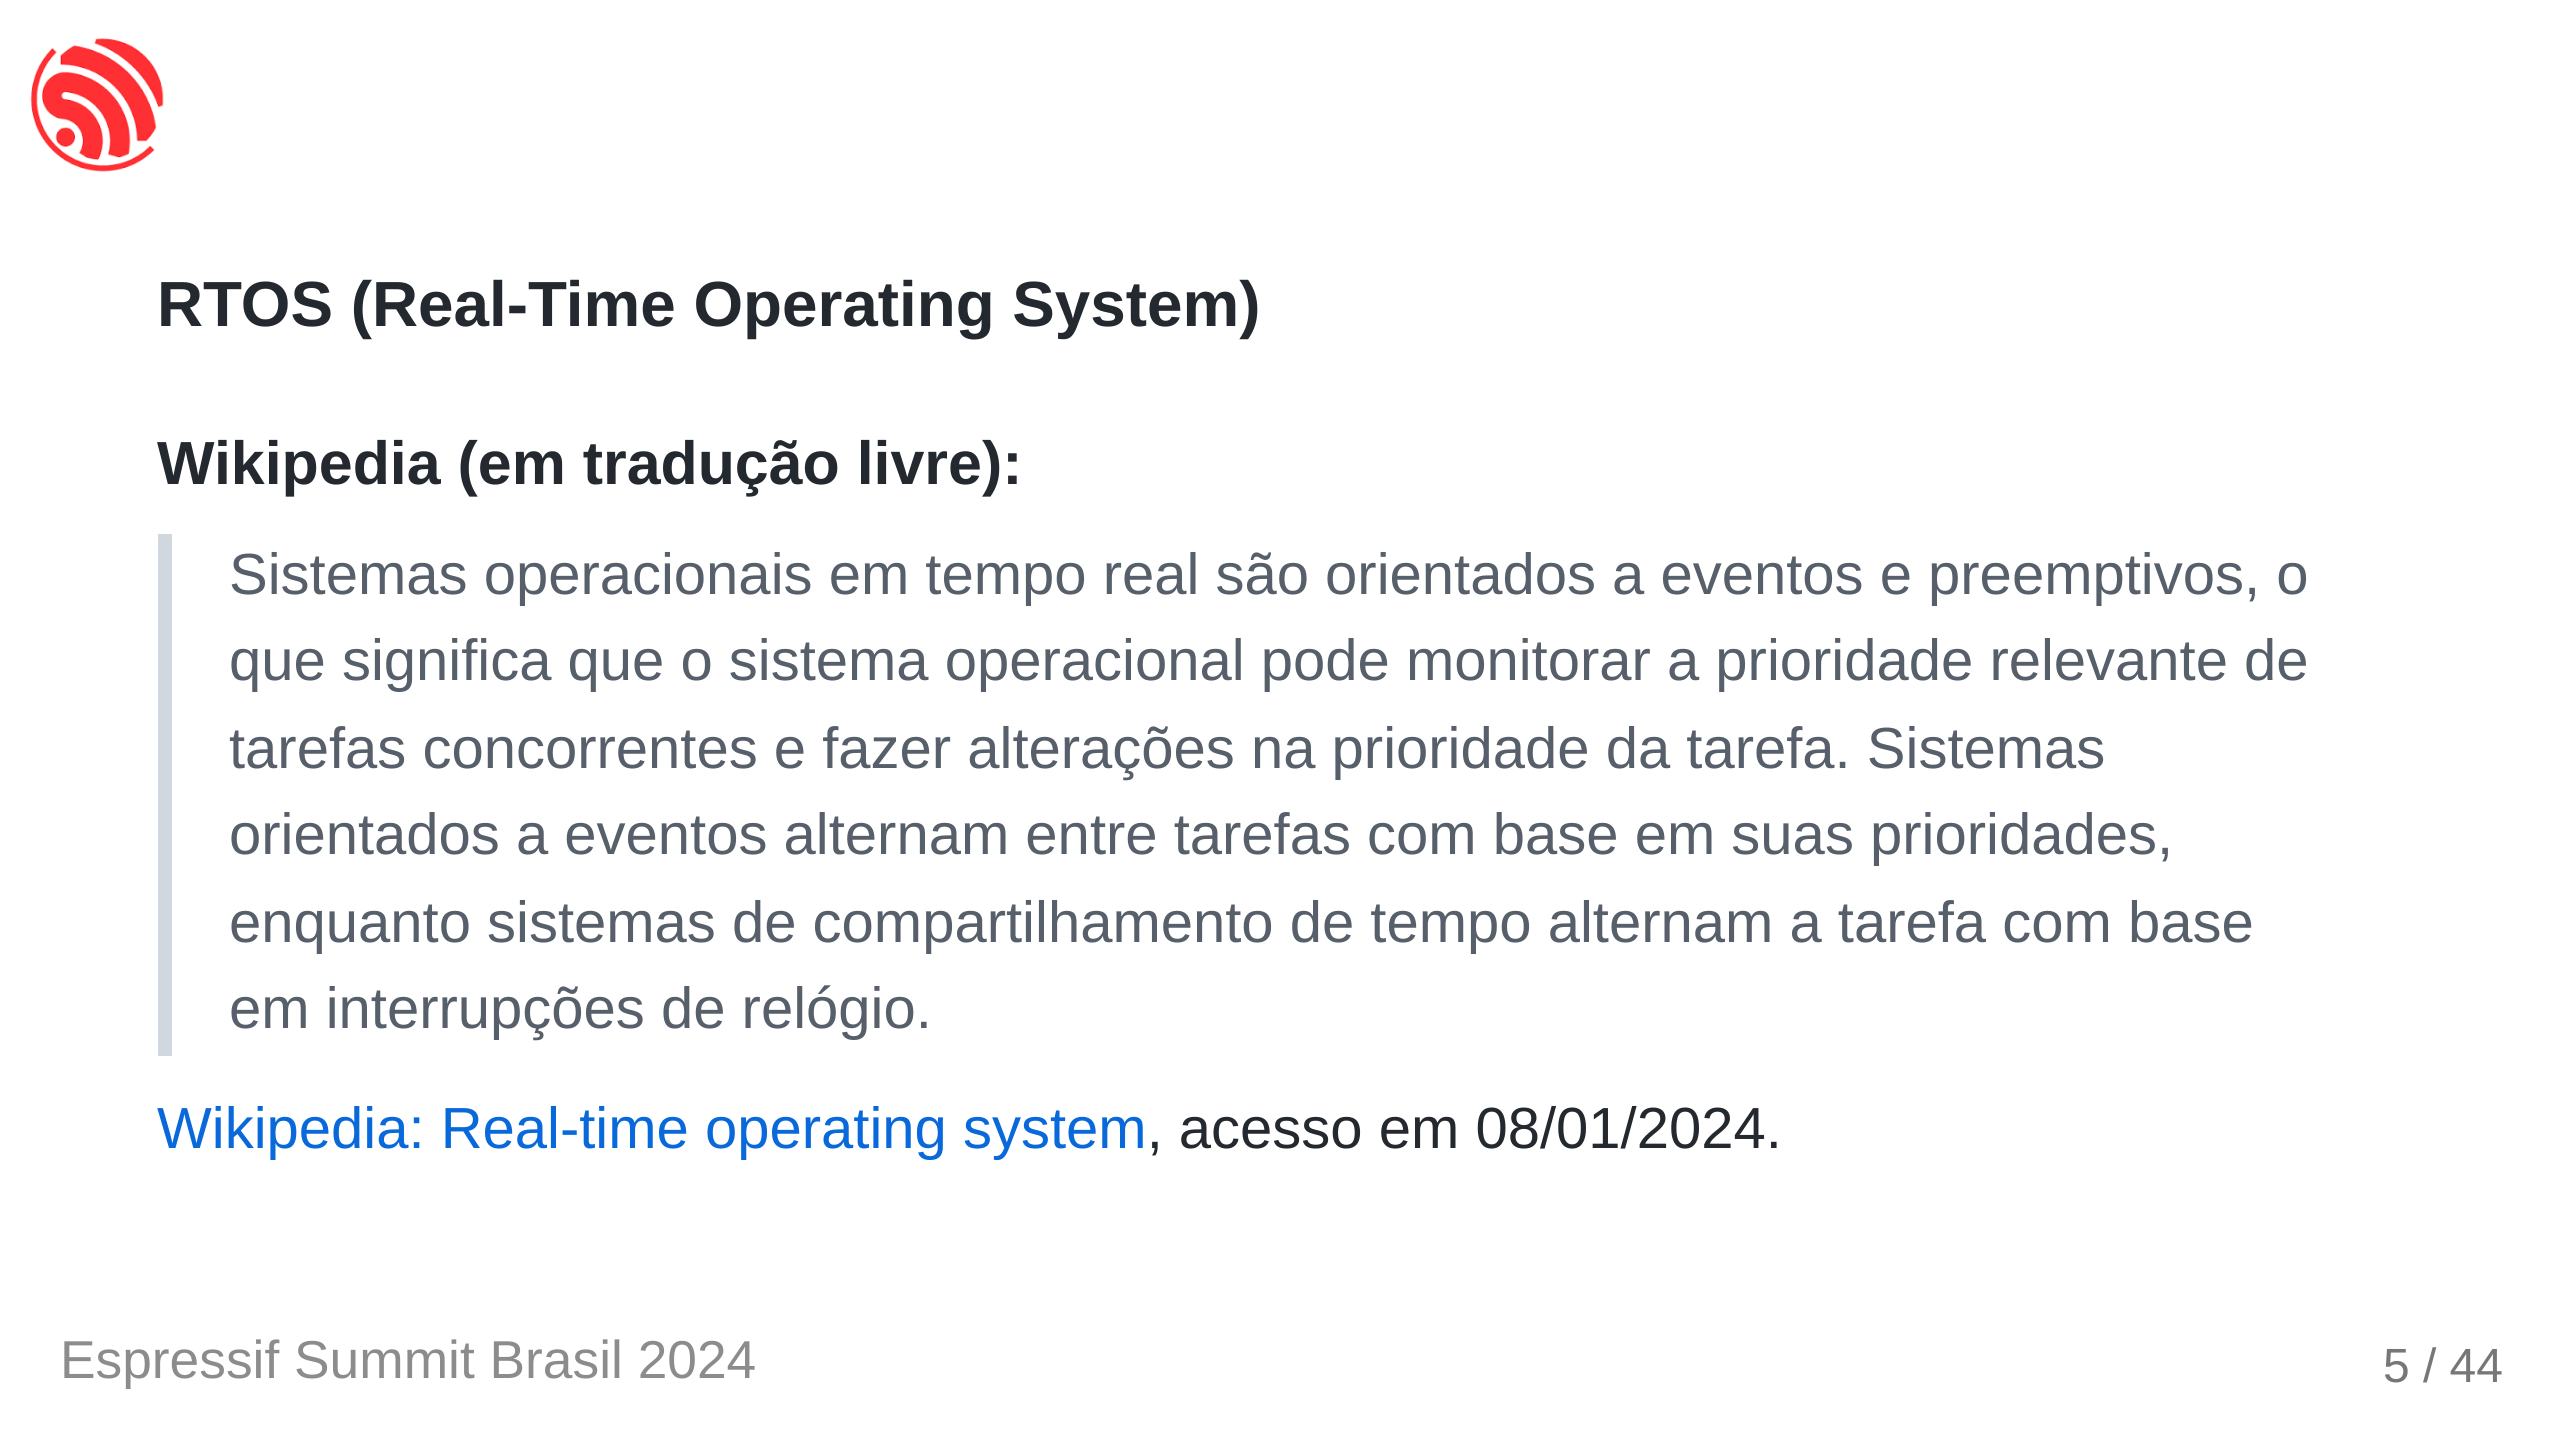 RTOS (Real-Time Operating System)
Wikipedia (em tradução livre):
Sistemas operacionais em tempo real são orientados a eventos e preemptivos, o
que significa que o sistema operacional pode monitorar a prioridade relevante de
tarefas concorrentes e fazer alterações na prioridade da tarefa. Sistemas
orientados a eventos alternam entre tarefas com base em suas prioridades,
enquanto sistemas de compartilhamento de tempo alternam a tarefa com base
em interrupções de relógio.
Wikipedia: Real-time operating system, acesso em 08/01/2024.
Espressif Summit Brasil 2024
5 / 44